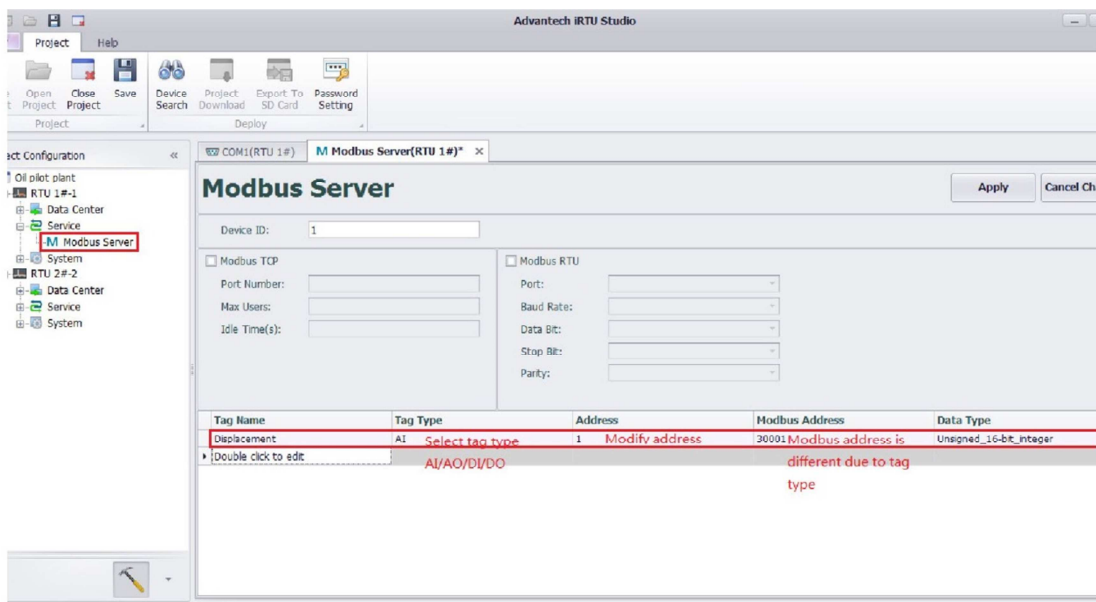 Advantech iRTU Studio
Project Help
Open Project
Close Project
Save
Device Search
Project Download
Export To SD Card
Password Setting
Project
Deploy
ect Configuration «
COM1(RTU 1#)
M Modbus Server(RTU 1#)* ×
Oil pilot plant
RTU 1#-1
Data Center
Service
M Modbus Server
System
RTU 2#-2
Data Center
Service
System
Modbus Server
Apply
Cancel Ch
Device ID: 1
Modbus TCP
Port Number:
Max Users:
Idle Time(s):
Modbus RTU
Port:
Baud Rate:
Data Bit:
Stop Bit:
Parity:
Tag Name Tag Type Address Modbus Address Data Type
Displacement AI 1 30001 Unsigned_16-bit_integer
Double click to edit
Select tag type
AI/AO/DI/DO
Modify address
Modbus address is
different due to tag
type